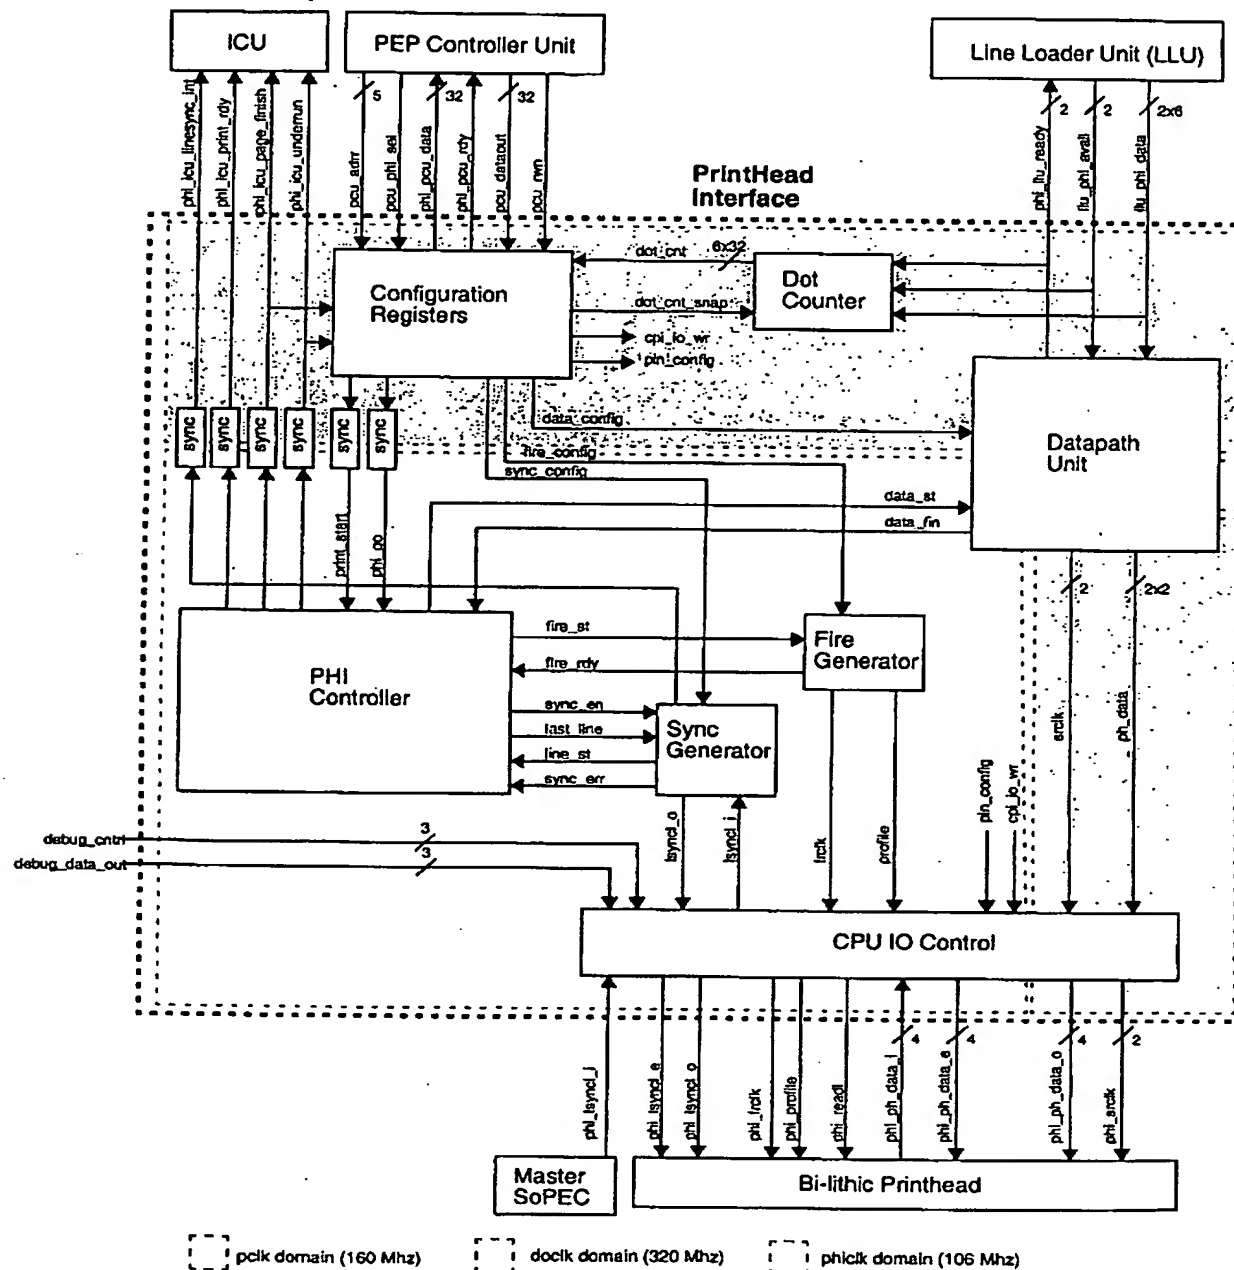 ICU
PEP Controller Unit
Line Loader Unit (LLU)
5
32
32
2
2
2x6
phi_icu_linesync_int
phi_icu_print_rdy
phi_icu_page_finish
phi_icu_underrun
pcu_adrr
pcu_phi_sel
phi_pcu_data
phi_pcu_rdy
pcu_dataout
pcu_rwn
phi_llu_ready
llu_phi_avail
llu_phi_data
PrintHead
Interface
Configuration
Registers
dot_cnt
6x32
dot_cnt_snap
cpi_io_wr
pin_config
Dot
Counter
sync
sync
sync
sync
sync
sync
data_config
fire_config
sync_config
Datapath
Unit
data_st
data_fin
print_start
phi_go
2
2x2
PHI
Controller
fire_st
fire_rdy
Fire
Generator
sync_en
last_line
line_st
sync_err
Sync
Generator
srclk
ph_data
lsyncl_o
lsyncl_i
frclk
profile
pin_config
cpi_io_wr
debug_cntrl
3
debug_data_out
3
CPU IO Control
4
4
4
2
phi_lsyncl_i
phi_lsyncl_e
phi_lsyncl_o
phi_frclk
phi_profile
phi_readl
phi_ph_data_i
phi_ph_data_e
phi_ph_data_o
phi_srclk
Master
SoPEC
Bi-lithic Printhead
pclk domain (160 Mhz)
doclk domain (320 Mhz)
phiclk domain (106 Mhz)